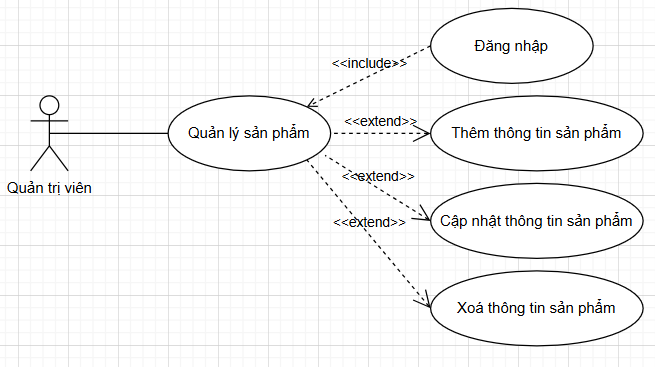 Đăng nhập
<<include>>
<<extend>>
Quản lý sản phẩm
Thêm thông tin sản phẩm
<<extend>>
Quản trị viên
Cập nhật thông tin sản phẩm
<<extend>>
Xoá thông tin sản phẩm